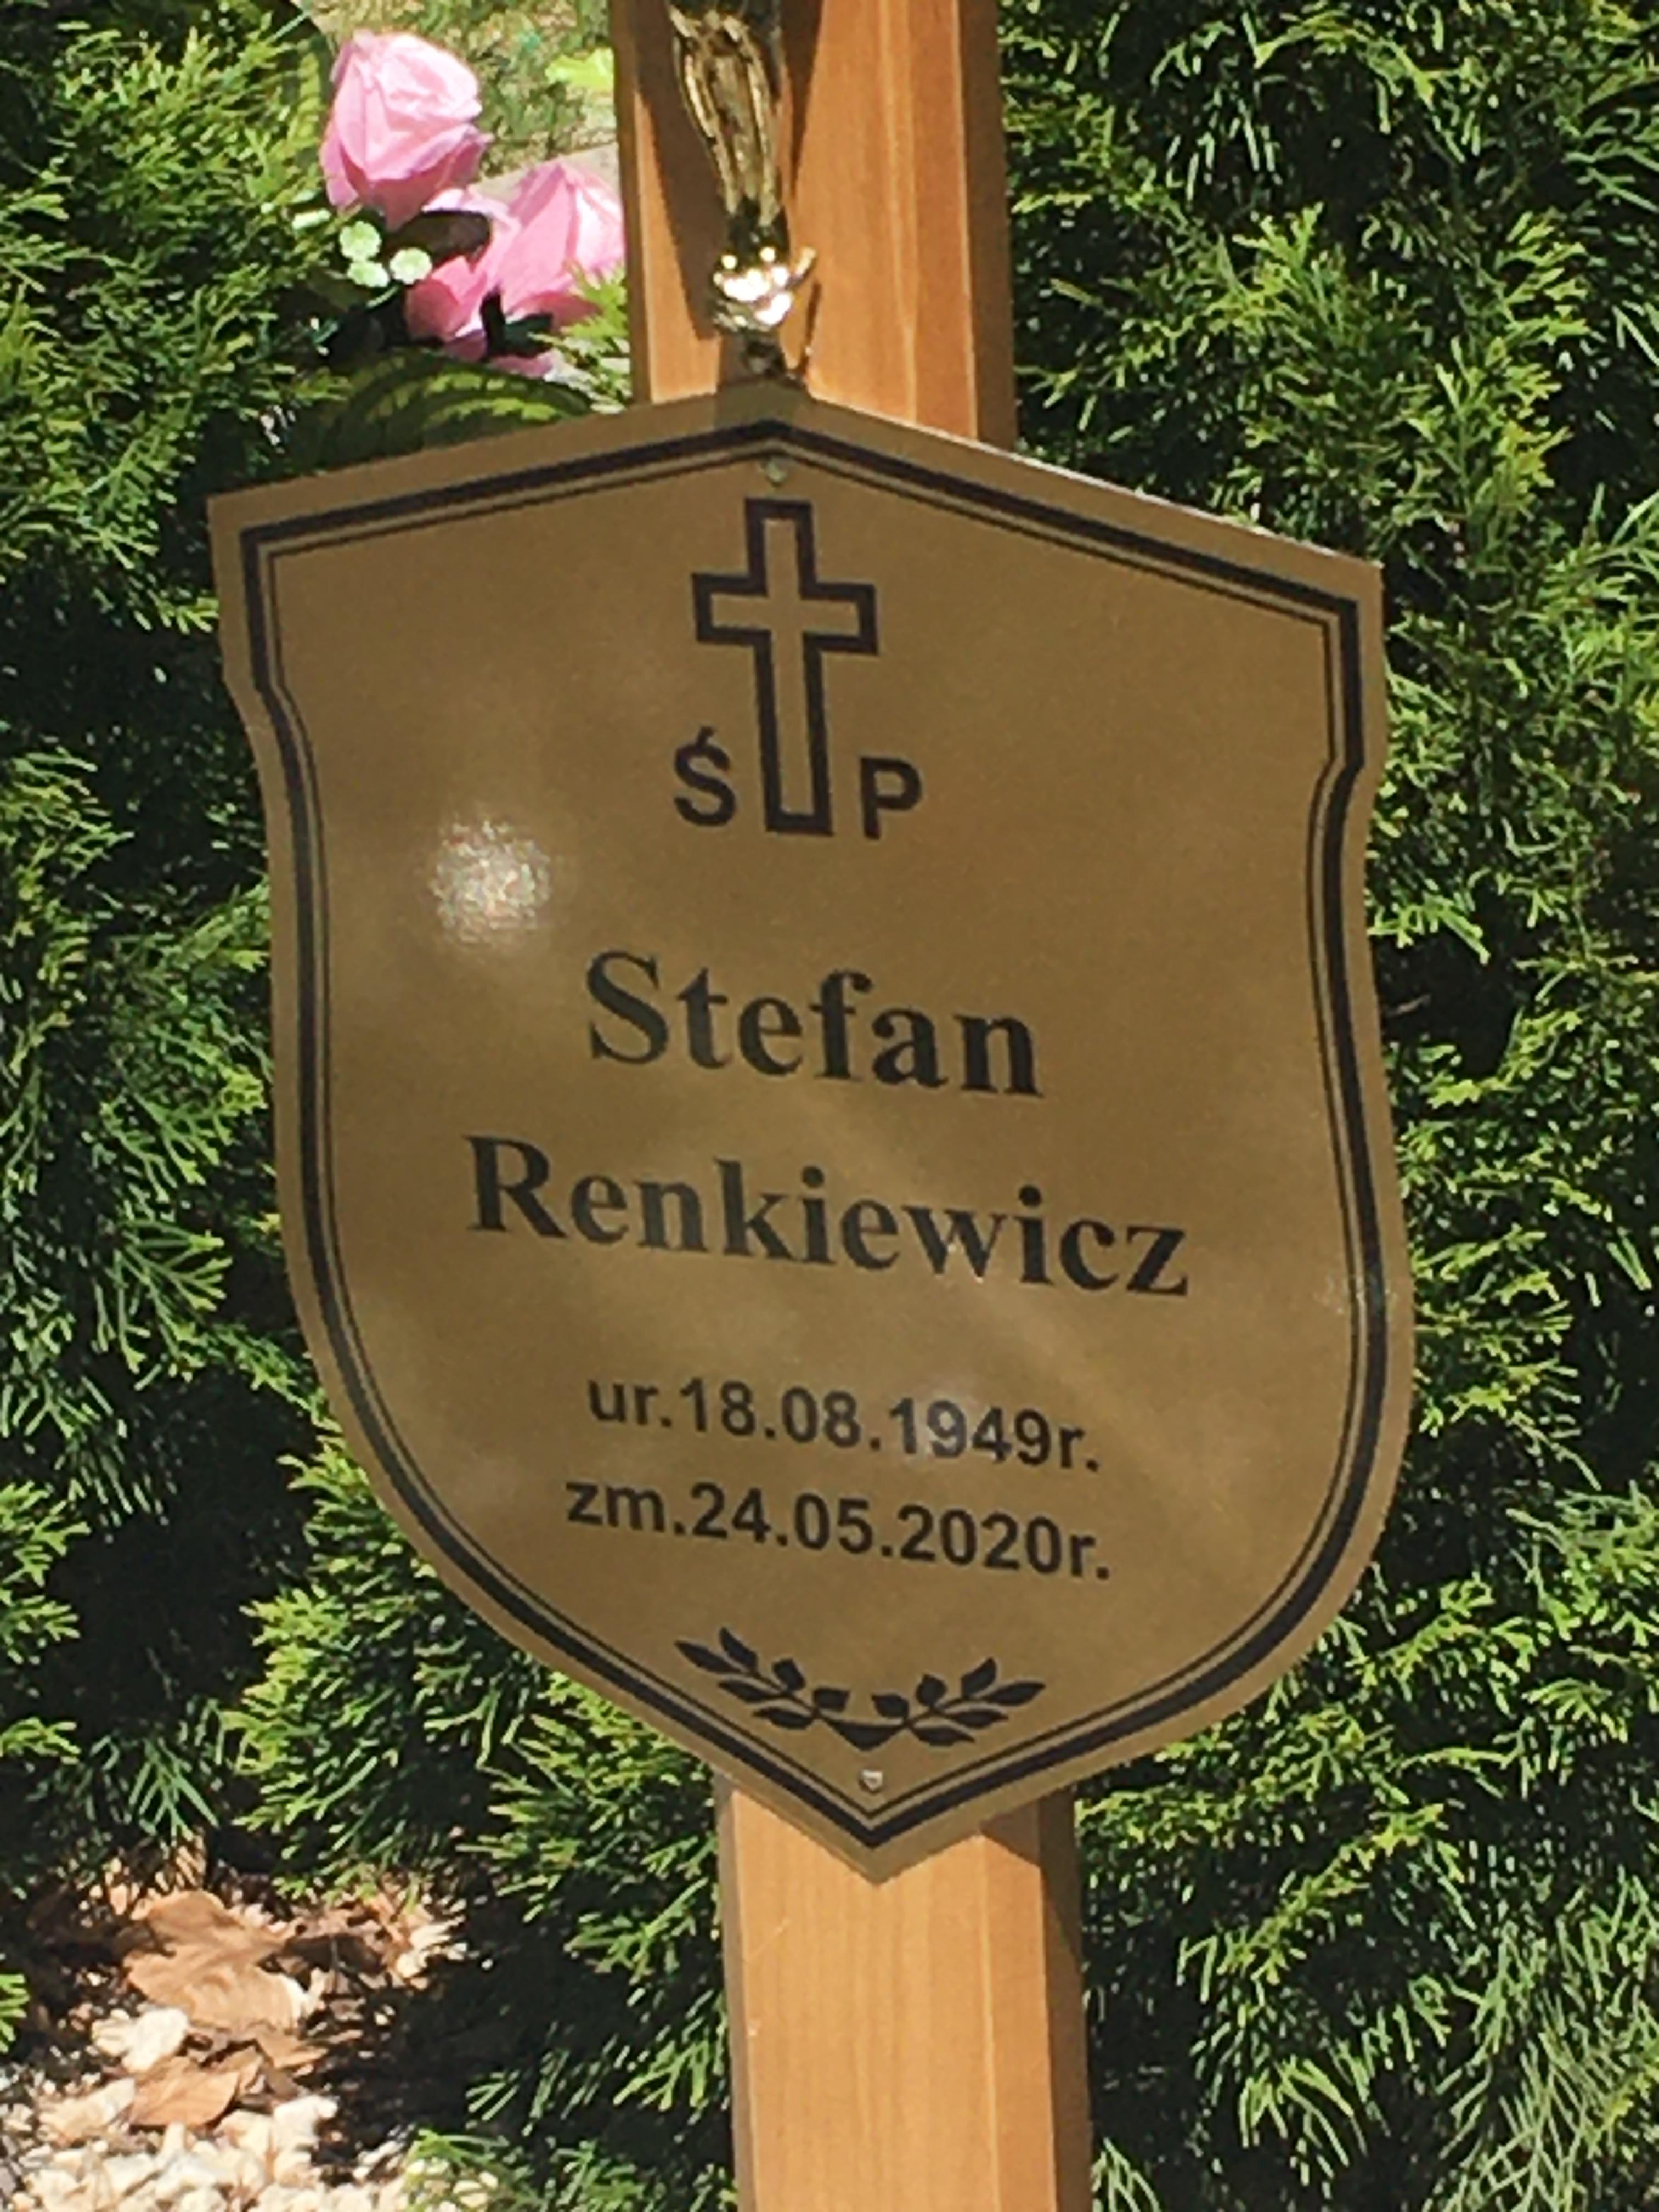 Ś P
Stefan
Renkiewicz
ur.18.08.1949r.
zm.24.05.2020r.